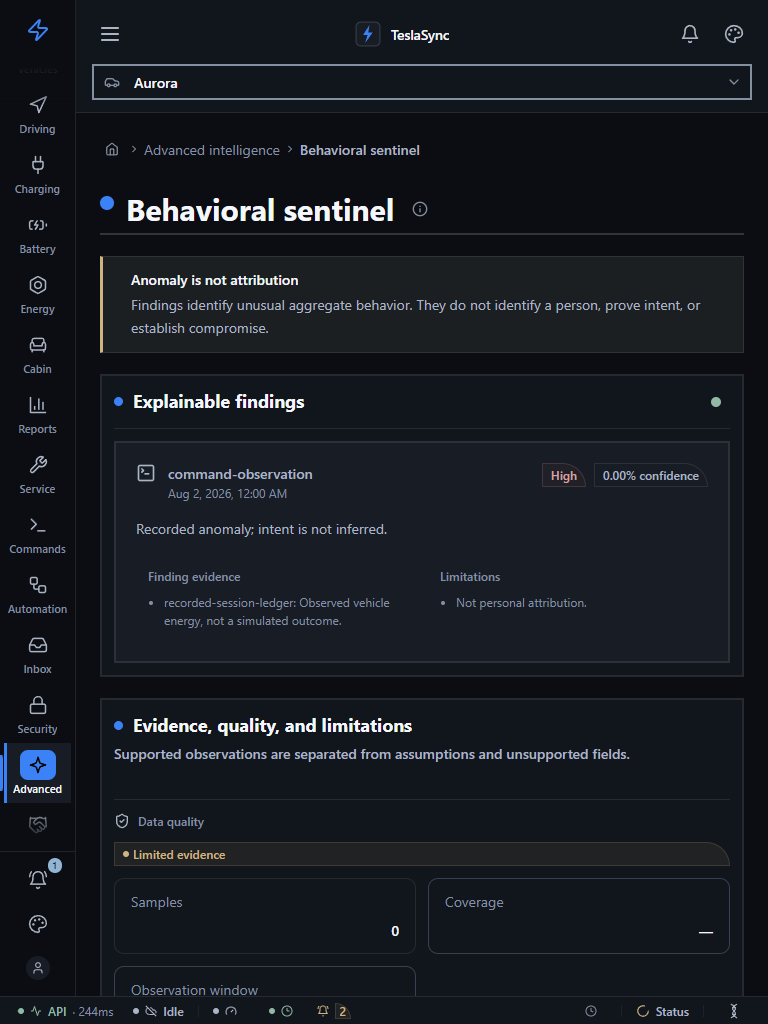 TeslaSync
Aurora
Driving
Charging
Battery
Energy
Cabin
Reports
Service
Commands
Automation
Inbox
Security
Advanced
1
Advanced intelligence
Behavioral sentinel
Behavioral sentinel
Anomaly is not attribution
Findings identify unusual aggregate behavior. They do not identify a person, prove intent, or
establish compromise.
Explainable findings
command-observation
High
0.00% confidence
Aug 2, 2026, 12:00 AM
Recorded anomaly; intent is not inferred.
Finding evidence
• recorded-session-ledger: Observed vehicle
energy, not a simulated outcome.
Limitations
• Not personal attribution.
Evidence, quality, and limitations
Supported observations are separated from assumptions and unsupported fields.
Data quality
Limited evidence
Samples
0
Coverage
—
Observation window
API · 244ms
Idle
2
Status